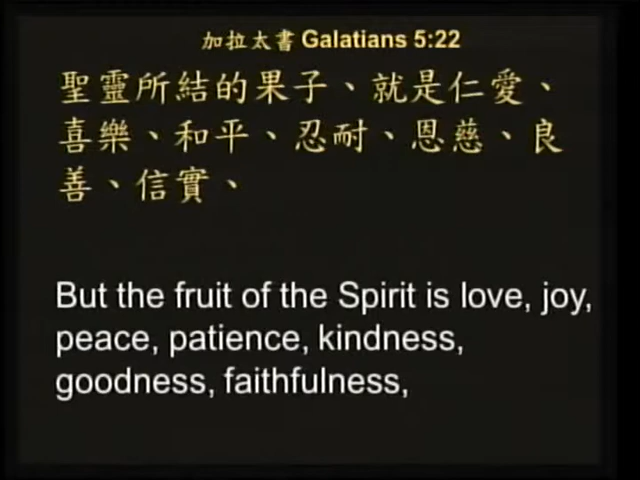 加拉太書 Galatians 5:22
聖靈所結的果子、就是仁愛、
喜樂、和平、忍耐、恩慈、良
善、信實、
But the fruit of the Spirit is love, joy,
peace, patience, kindness,
goodness, faithfulness,